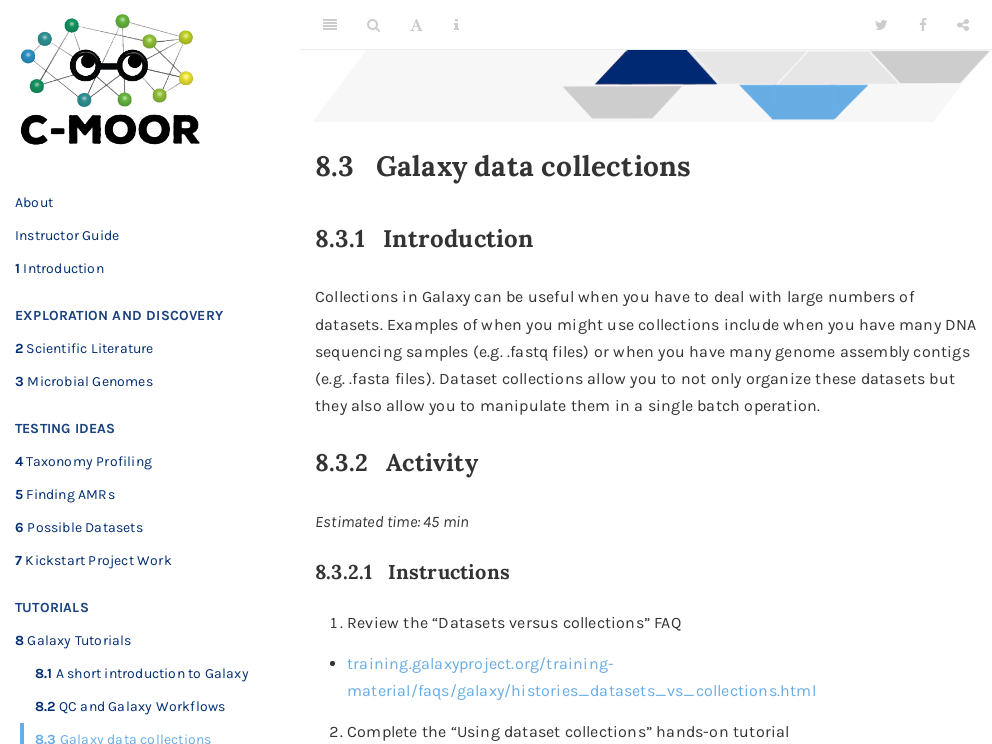 C-MOOR
About
Instructor Guide
1 Introduction
EXPLORATION AND DISCOVERY
2 Scientific Literature
3 Microbial Genomes
TESTING IDEAS
4 Taxonomy Profiling
5 Finding AMRs
6 Possible Datasets
7 Kickstart Project Work
TUTORIALS
8 Galaxy Tutorials
8.1 A short introduction to Galaxy
8.2 QC and Galaxy Workflows
8.3 Galaxy data collections
8.3 Galaxy data collections
8.3.1 Introduction
Collections in Galaxy can be useful when you have to deal with large numbers of
datasets. Examples of when you might use collections include when you have many DNA
sequencing samples (e.g. .fastq files) or when you have many genome assembly contigs
(e.g. .fasta files). Dataset collections allow you to not only organize these datasets but
they also allow you to manipulate them in a single batch operation.
8.3.2 Activity
Estimated time: 45 min
8.3.2.1 Instructions
1. Review the “Datasets versus collections” FAQ
• training.galaxyproject.org/training-
material/faqs/galaxy/histories_datasets_vs_collections.html
2. Complete the “Using dataset collections” hands-on tutorial